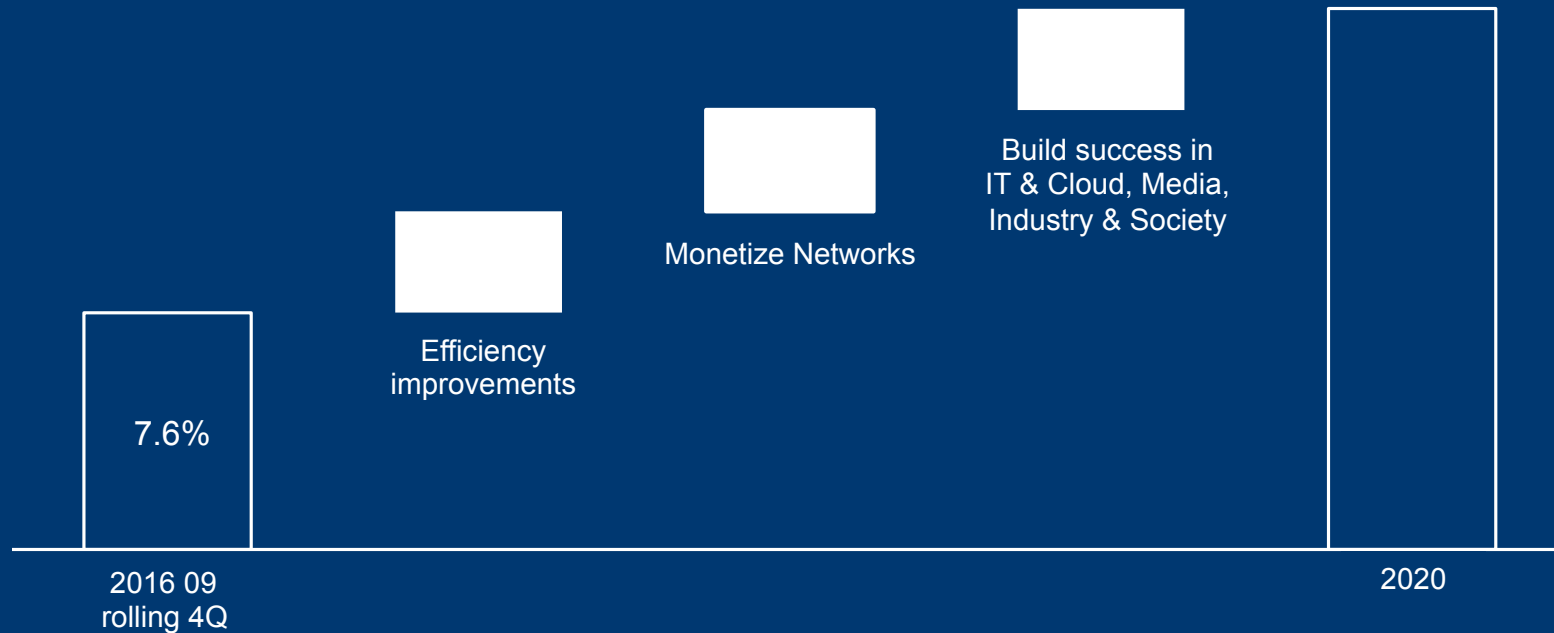 Build success in
IT & Cloud, Media,
Industry & Society
Monetize Networks
Efficiency
improvements
7.6%
2016 09
rolling 4Q
2020